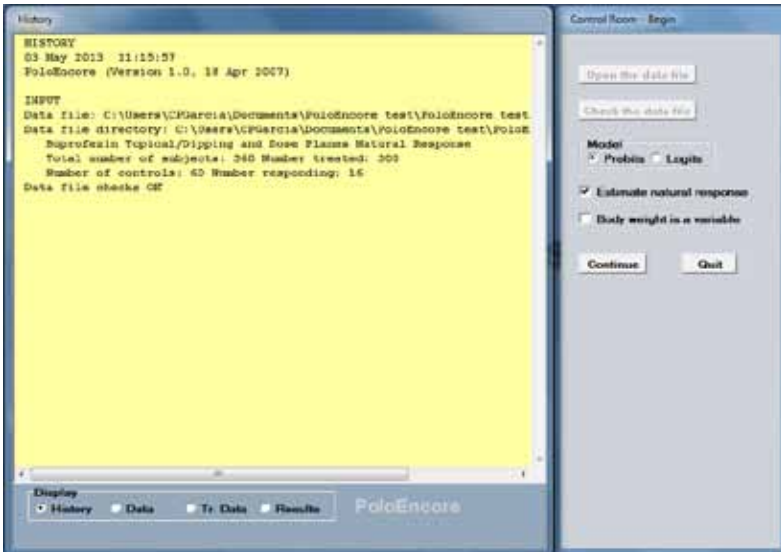 History
HISTORY
03 May 2013 11:15:57
PoloEncore (Version 1.0, 18 Apr 2007)
INPUT
Data file: C:\Users\CPGarcia\Documents\PoloEncore test\PoloEncore test
Data file directory: C:\Users\CPGarcia\Documents\PoloEncore test\PoloE
Buprofezin Topical/Dipping and Dose Plasma Natural Response
Total number of subjects: 360 Number treated: 300
Number of controls: 60 Number responding: 16
Data file checks OK
Display
History Data Tr. Data Results
PoloEncore
Control Room - Begin
Open the data file
Check the data file
Model
Probits Logits
Estimate natural response
Body weight is a variable
Continue Quit